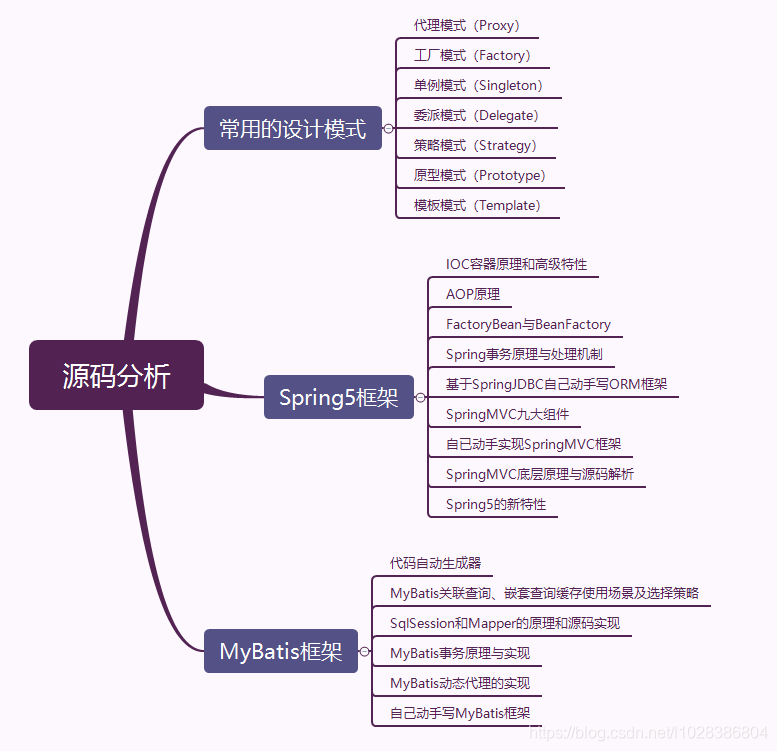 代理模式（Proxy）
工厂模式（Factory）
单例模式（Singleton）
委派模式（Delegate）
策略模式（Strategy）
原型模式（Prototype）
模板模式（Template）
常用的设计模式
IOC容器原理和高级特性
AOP原理
FactoryBean与BeanFactory
Spring事务原理与处理机制
基于SpringJDBC自己动手写ORM框架
SpringMVC九大组件
自已动手实现SpringMVC框架
SpringMVC底层原理与源码解析
Spring5的新特性
源码分析
Spring5框架
代码自动生成器
MyBatis关联查询、嵌套查询缓存使用场景及选择策略
SqlSession和Mapper的原理和源码实现
MyBatis事务原理与实现
MyBatis动态代理的实现
自己动手写MyBatis框架
MyBatis框架
https://blog.csdn.net/l1028386804